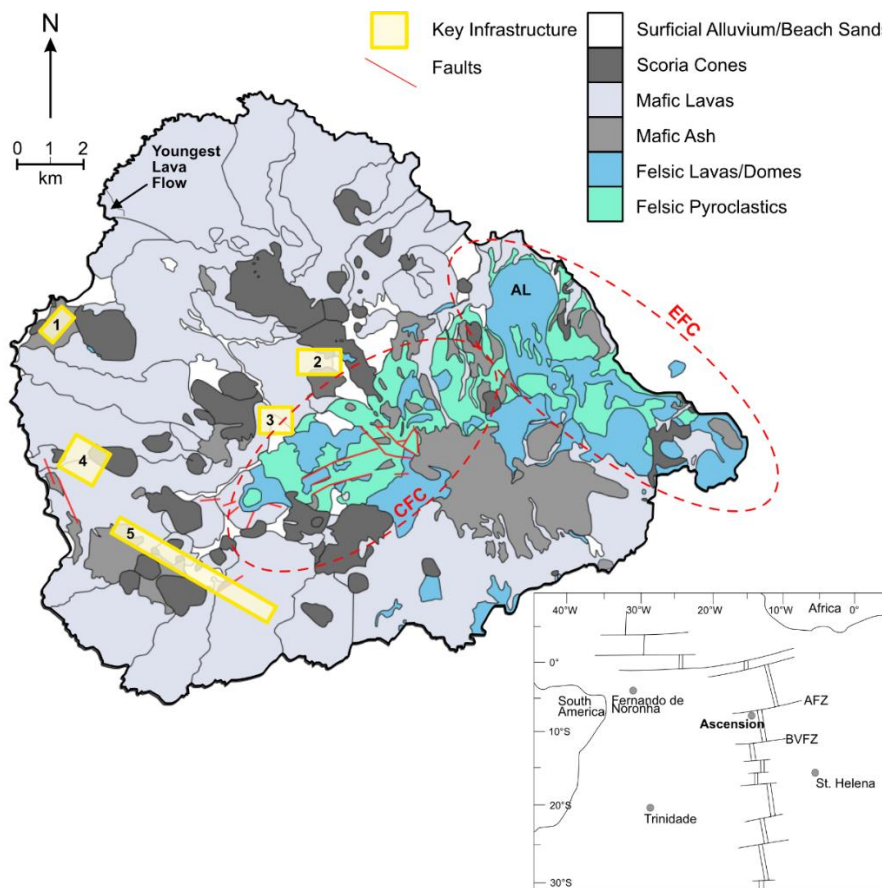 N
0 1 2
km
Key Infrastructure
Faults
Surficial Alluvium/Beach Sands
Scoria Cones
Mafic Lavas
Mafic Ash
Felsic Lavas/Domes
Felsic Pyroclastics
Youngest
Lava
Flow
AL
EFC
CFC
1
2
3
4
5
40°W 30°W 20°W 10°W 0°
Africa
0°
10°S
20°S
30°S
South
America
Fernando de
Noronha
Ascension
AFZ
BVFZ
St. Helena
Trinidade